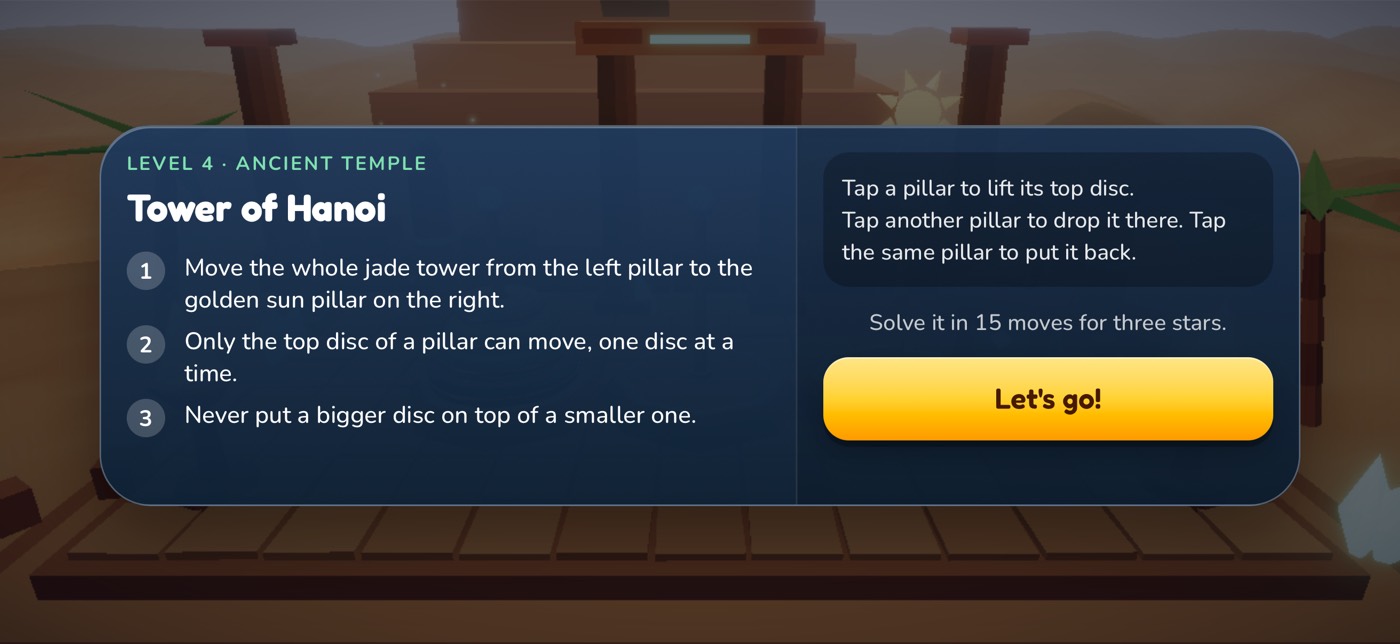 LEVEL 4 · ANCIENT TEMPLE
Tower of Hanoi
1 Move the whole jade tower from the left pillar to the
golden sun pillar on the right.
2 Only the top disc of a pillar can move, one disc at a
time.
3 Never put a bigger disc on top of a smaller one.
Tap a pillar to lift its top disc.
Tap another pillar to drop it there. Tap
the same pillar to put it back.
Solve it in 15 moves for three stars.
Let's go!